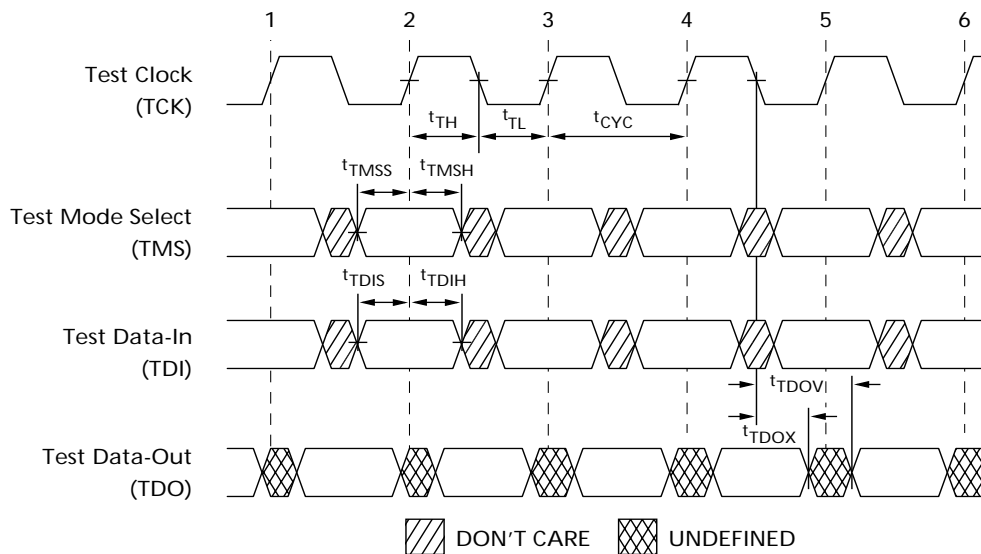 1 2 3 4 5 6
Test Clock
(TCK)
tTH tTL tCYC
tTMSS tTMSH
Test Mode Select
(TMS)
tTDIS tTDIH
Test Data-In
(TDI)
tTDOV
tTDOX
Test Data-Out
(TDO)
DON'T CARE UNDEFINED